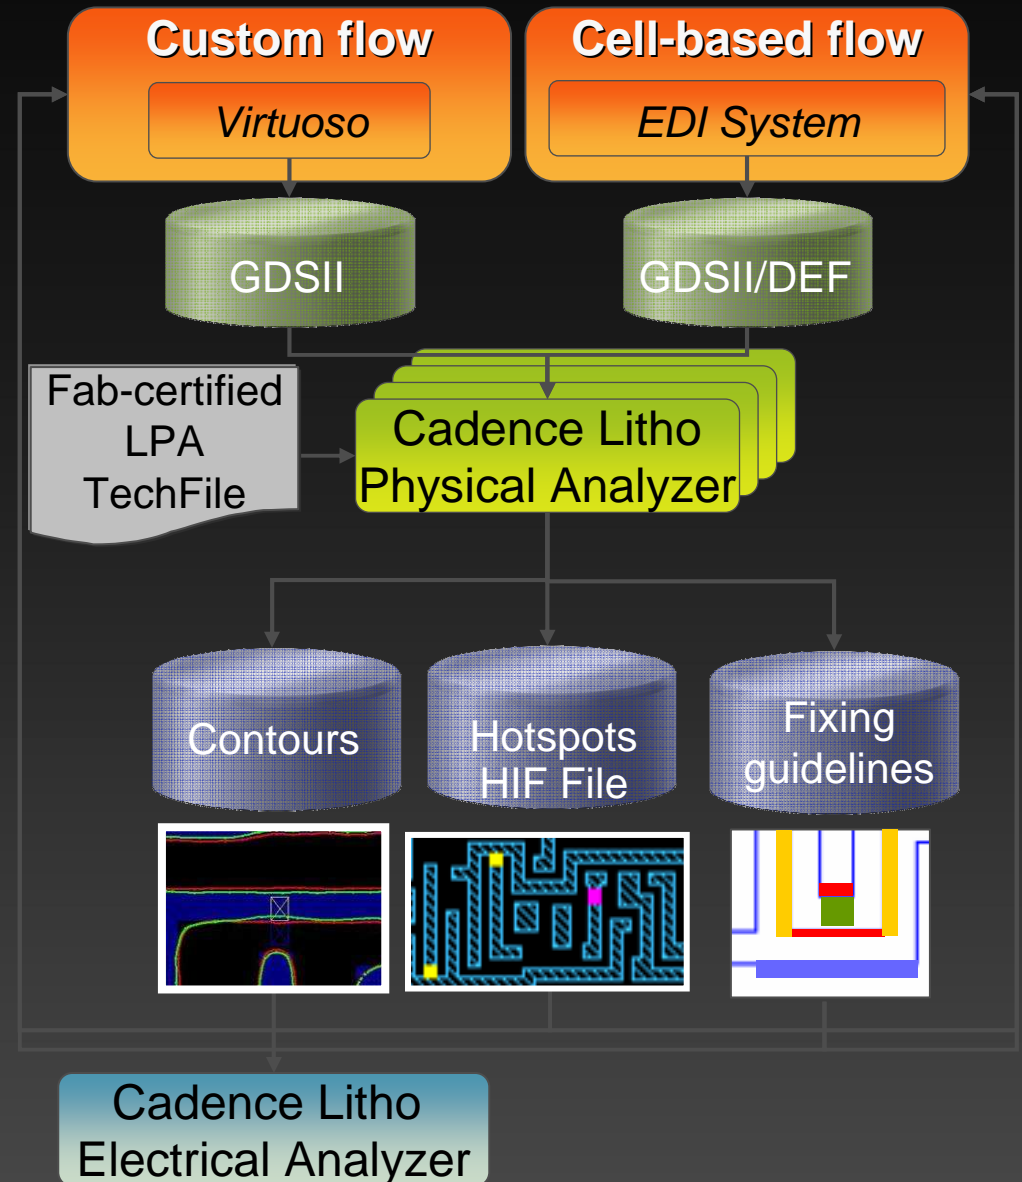 Custom flow
Virtuoso
Cell-based flow
EDI System
GDSII
GDSII/DEF
Fab-certified
LPA
TechFile
Cadence Litho
Physical Analyzer
Contours
Hotspots
HIF File
Fixing
guidelines
Cadence Litho
Electrical Analyzer